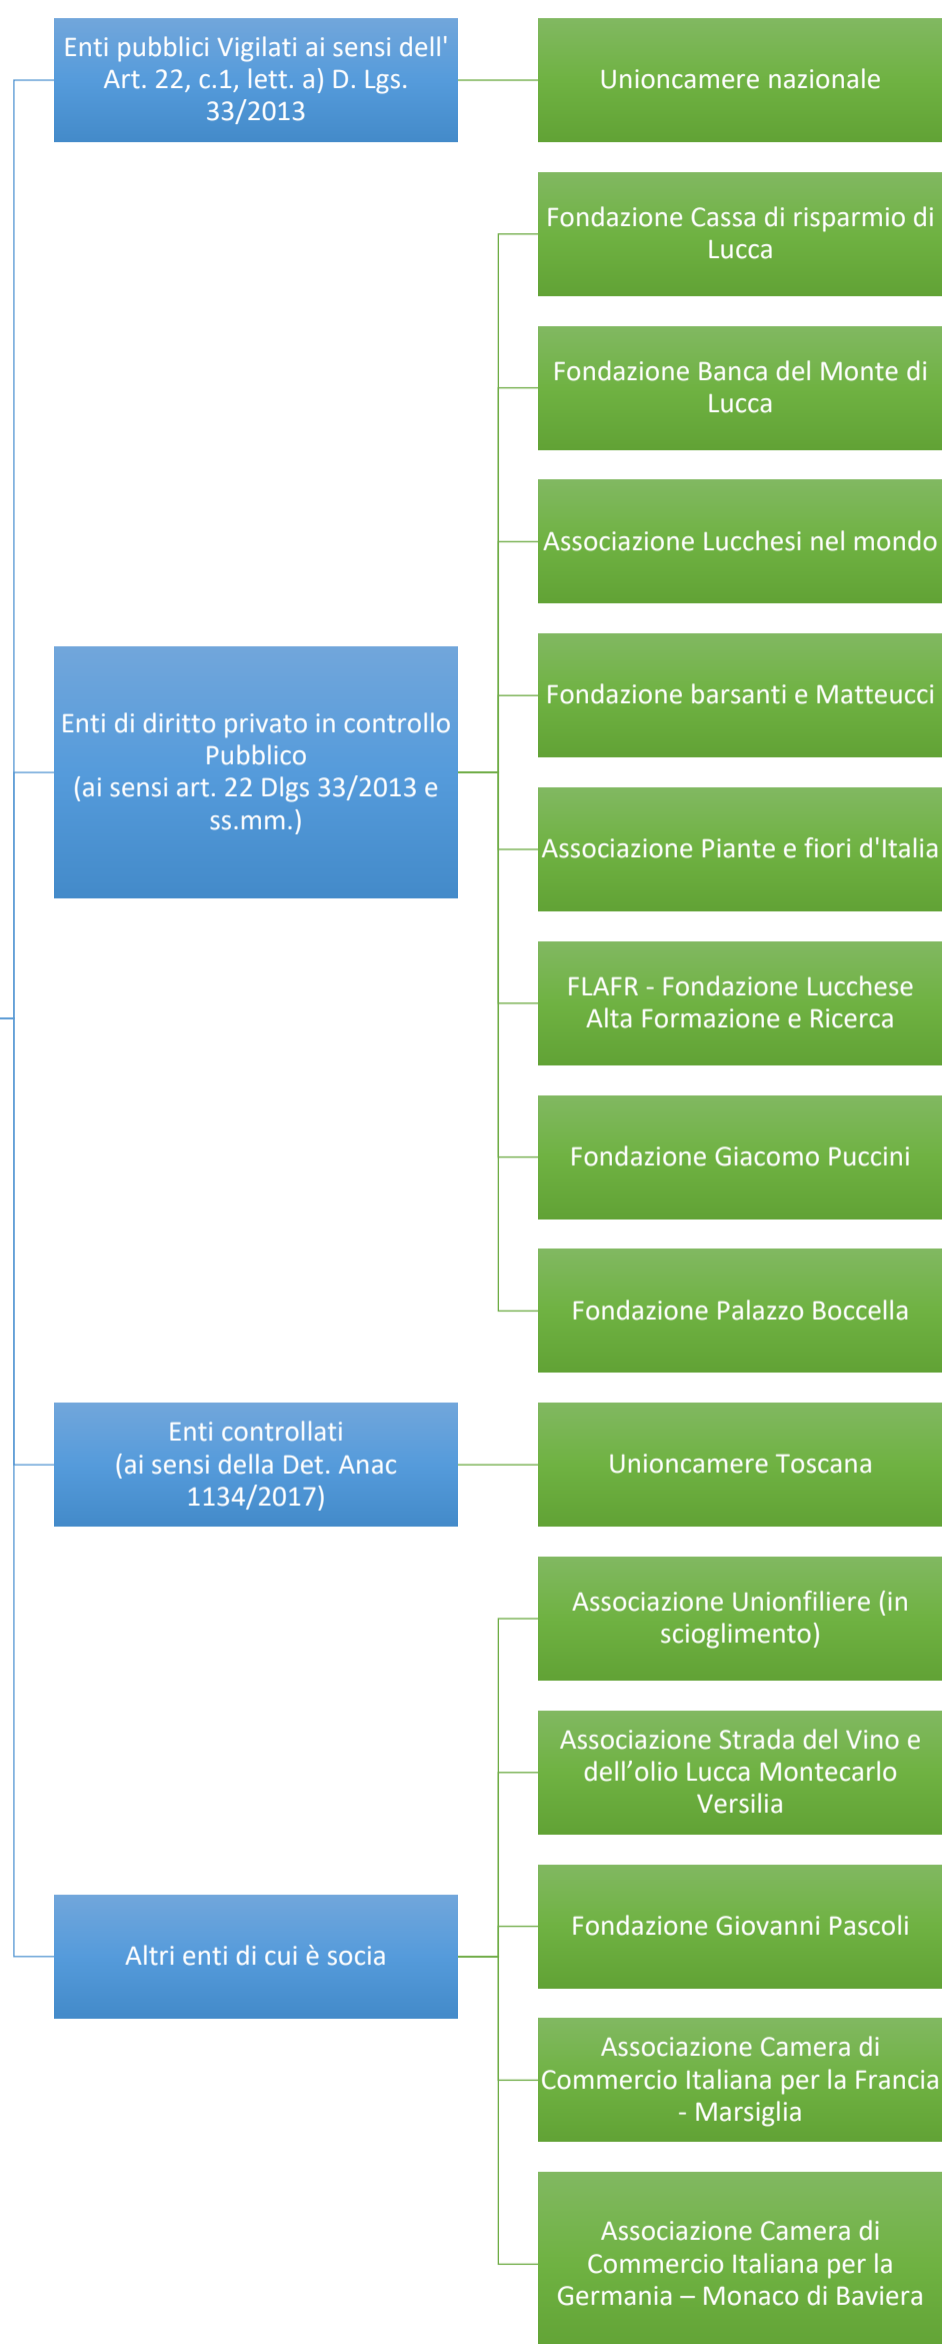 Enti pubblici Vigilati ai sensi dell'
Art. 22, c.1, lett. a) D. Lgs.
33/2013
Unioncamere nazionale
Enti di diritto privato in controllo
Pubblico
(ai sensi art. 22 Dlgs 33/2013 e
ss.mm.)
Fondazione Cassa di risparmio di
Lucca
Fondazione Banca del Monte di
Lucca
Associazione Lucchesi nel mondo
Fondazione barsanti e Matteucci
Associazione Piante e fiori d'Italia
FLAFR - Fondazione Lucchese
Alta Formazione e Ricerca
Fondazione Giacomo Puccini
Fondazione Palazzo Boccella
Enti controllati
(ai sensi della Det. Anac
1134/2017)
Unioncamere Toscana
Altri enti di cui è socia
Associazione Unionfiliere (in
scioglimento)
Associazione Strada del Vino e
dell’olio Lucca Montecarlo
Versilia
Fondazione Giovanni Pascoli
Associazione Camera di
Commercio Italiana per la Francia
- Marsiglia
Associazione Camera di
Commercio Italiana per la
Germania – Monaco di Baviera